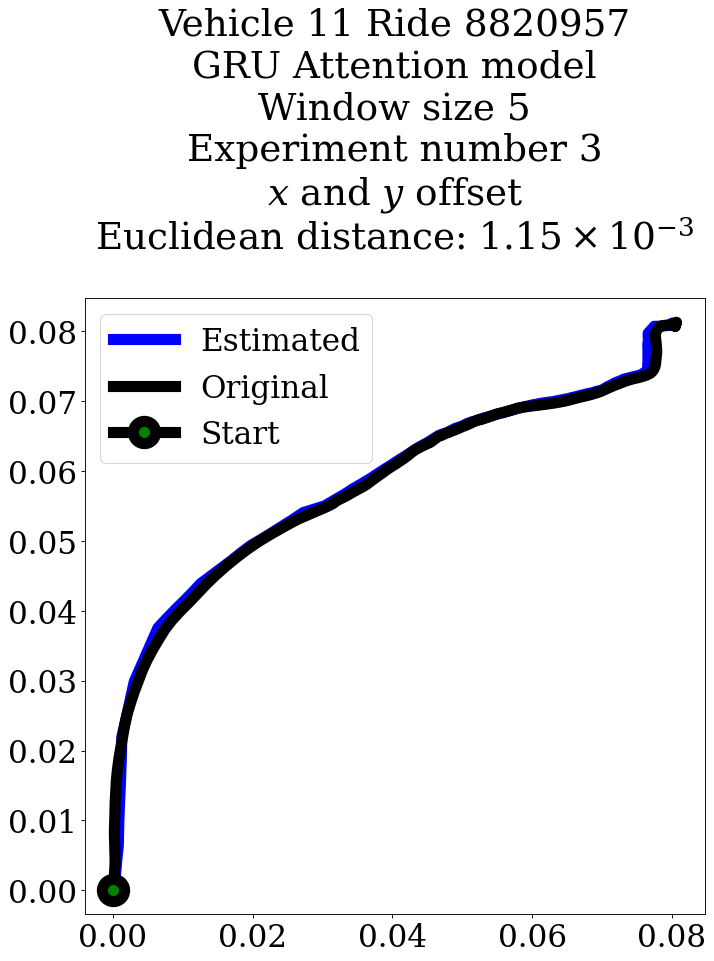 Vehicle 11 Ride 8820957
GRU Attention model
Window size 5
Experiment number 3
x and y offset
Euclidean distance: 1.15 × 10⁻³
Estimated
Original
Start
0.08
0.07
0.06
0.05
0.04
0.03
0.02
0.01
0.00
0.00 0.02 0.04 0.06 0.08